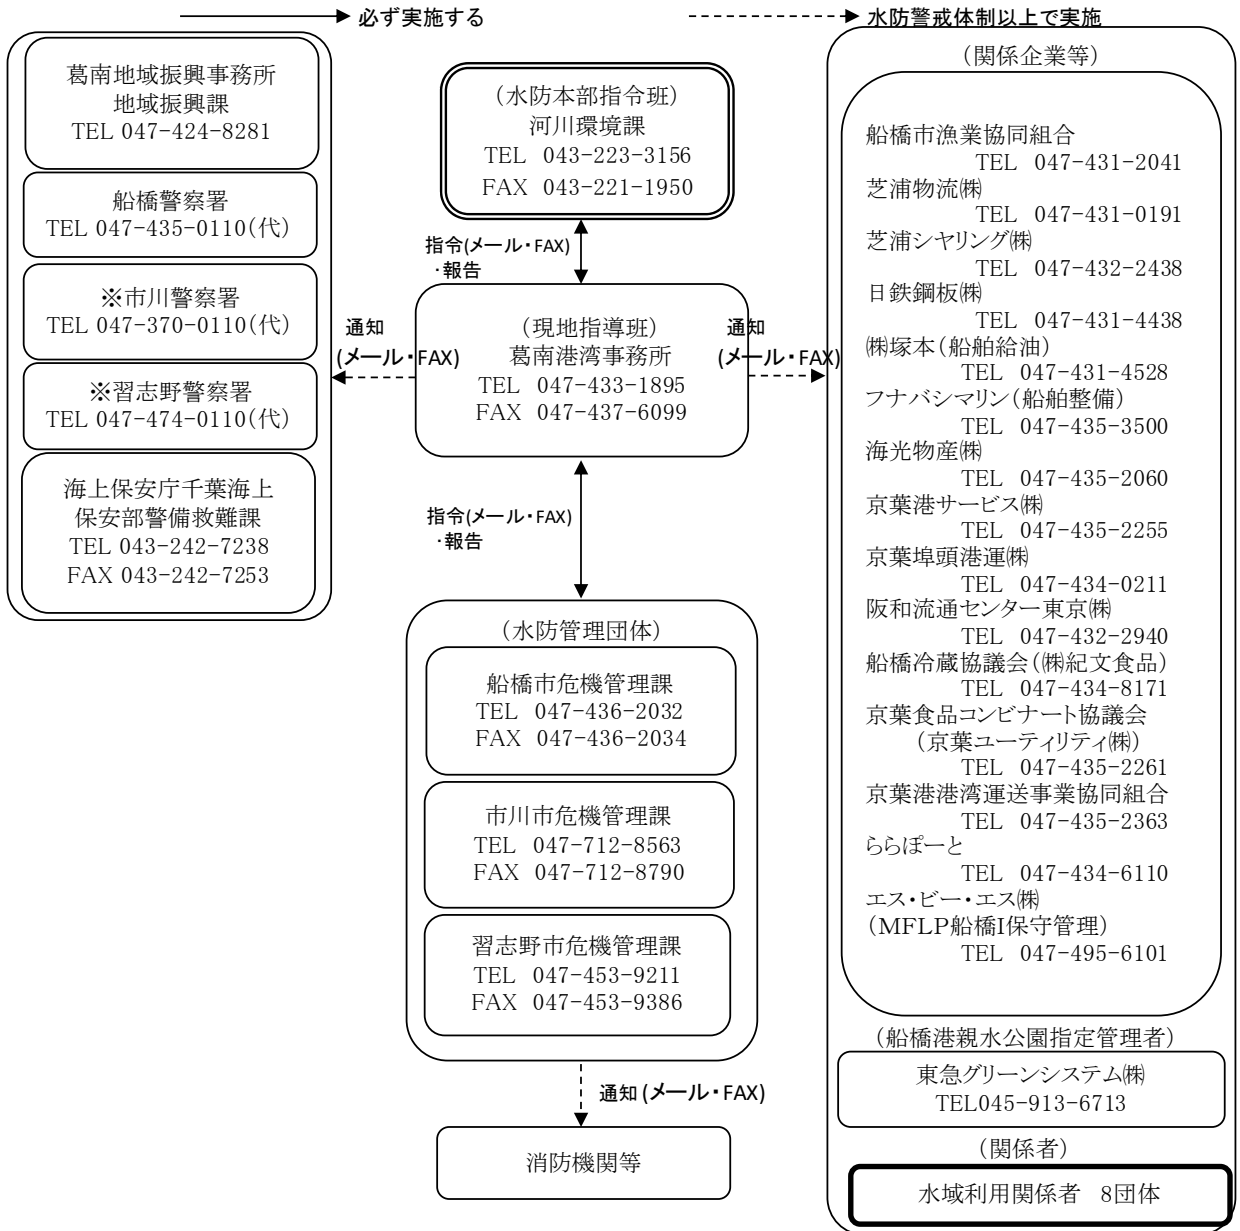 必ず実施する
水防警戒体制以上で実施
葛南地域振興事務所
地域振興課
TEL 047-424-8281
船橋警察署
TEL 047-435-0110(代)
※市川警察署
TEL 047-370-0110(代)
※習志野警察署
TEL 047-474-0110(代)
海上保安庁千葉海上
保安部警備救難課
TEL 043-242-7238
FAX 043-242-7253
通知
(メール・FAX)
(水防本部指令班)
河川環境課
TEL 043-223-3156
FAX 043-221-1950
指令(メール・FAX)
・報告
(現地指導班)
葛南港湾事務所
TEL 047-433-1895
FAX 047-437-6099
指令(メール・FAX)
・報告
(水防管理団体)
船橋市危機管理課
TEL 047-436-2032
FAX 047-436-2034
市川市危機管理課
TEL 047-712-8563
FAX 047-712-8790
習志野市危機管理課
TEL 047-453-9211
FAX 047-453-9386
通知(メール・FAX)
消防機関等
通知
(メール・FAX)
(関係企業等)
船橋市漁業協同組合
TEL 047-431-2041
芝浦物流㈱
TEL 047-431-0191
芝浦シヤリング㈱
TEL 047-432-2438
日鉄鋼板㈱
TEL 047-431-4438
㈱塚本(船舶給油)
TEL 047-431-4528
フナバシマリン(船舶整備)
TEL 047-435-3500
海光物産㈱
TEL 047-435-2060
京葉港サービス㈱
TEL 047-435-2255
京葉埠頭港運㈱
TEL 047-434-0211
阪和流通センター東京㈱
TEL 047-432-2940
船橋冷蔵協議会(㈱紀文食品)
TEL 047-434-8171
京葉食品コンビナート協議会
(京葉ユーティリティ㈱)
TEL 047-435-2261
京葉港港湾運送事業協同組合
TEL 047-435-2363
ららぽーと
TEL 047-434-6110
エス・ビー・エス㈱
(MFLP船橋I保守管理)
TEL 047-495-6101
(船橋港親水公園指定管理者)
東急グリーンシステム㈱
TEL045-913-6713
(関係者)
水域利用関係者 8団体